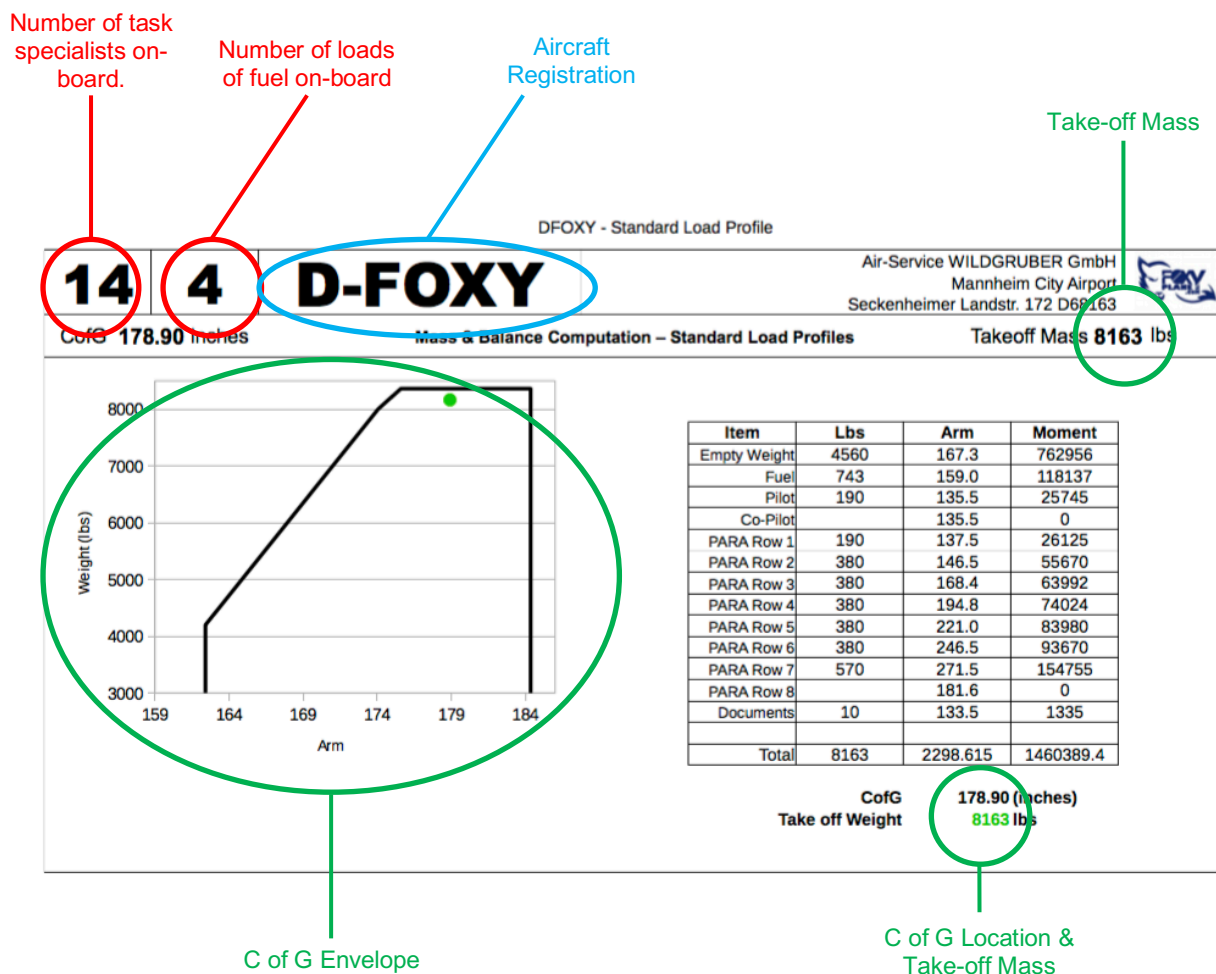 Number of task
specialists on-
board.
Number of loads
of fuel on-board
Aircraft
Registration
Take-off Mass
DFOXY - Standard Load Profile
14 4 D-FOXY
Air-Service WILDGRUBER GmbH
Mannheim City Airport
Seckenheimer Landstr. 172 D68163
CofG 178.90 inches Mass & Balance Computation – Standard Load Profiles Takeoff Mass 8163 lbs
8000
7000
6000
5000
4000
3000
Weight (lbs)
159 164 169 174 179 184
Arm
Item Lbs Arm Moment
Empty Weight 4560 167.3 762956
Fuel 743 159.0 118137
Pilot 190 135.5 25745
Co-Pilot 135.5 0
PARA Row 1 190 137.5 26125
PARA Row 2 380 146.5 55670
PARA Row 3 380 168.4 63992
PARA Row 4 380 194.8 74024
PARA Row 5 380 221.0 83980
PARA Row 6 380 246.5 93670
PARA Row 7 570 271.5 154755
PARA Row 8 181.6 0
Documents 10 133.5 1335
Total 8163 2298.615 1460389.4
CofG 178.90 (inches)
Take off Weight 8163 lbs
C of G Envelope
C of G Location &
Take-off Mass